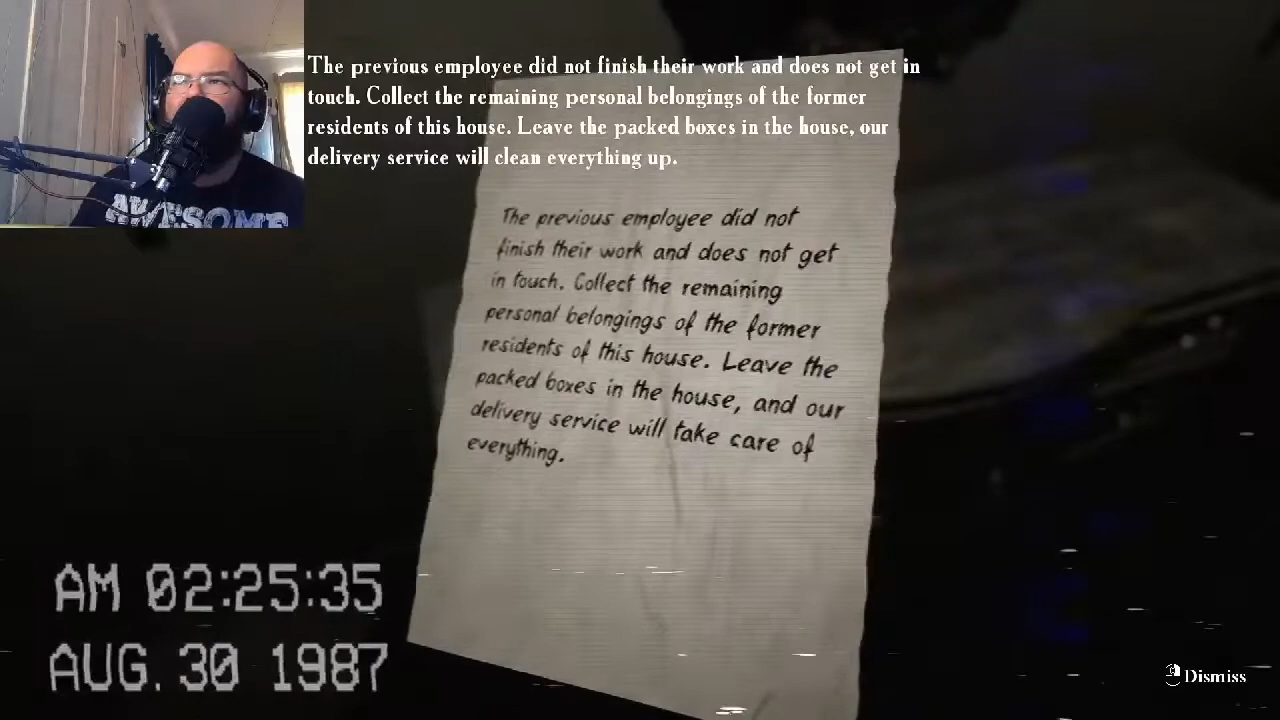 The previous employee did not finish their work and does not get in
touch. Collect the remaining personal belongings of the former
residents of this house. Leave the packed boxes in the house, our
delivery service will clean everything up.
The previous employee did not
finish their work and does not get
in touch. Collect the remaining
personal belongings of the former
residents of this house. Leave the
packed boxes in the house, and our
delivery service will take care of
everything.
AWESOME
AM 02:25:35
AUG. 30 1987
Dismiss